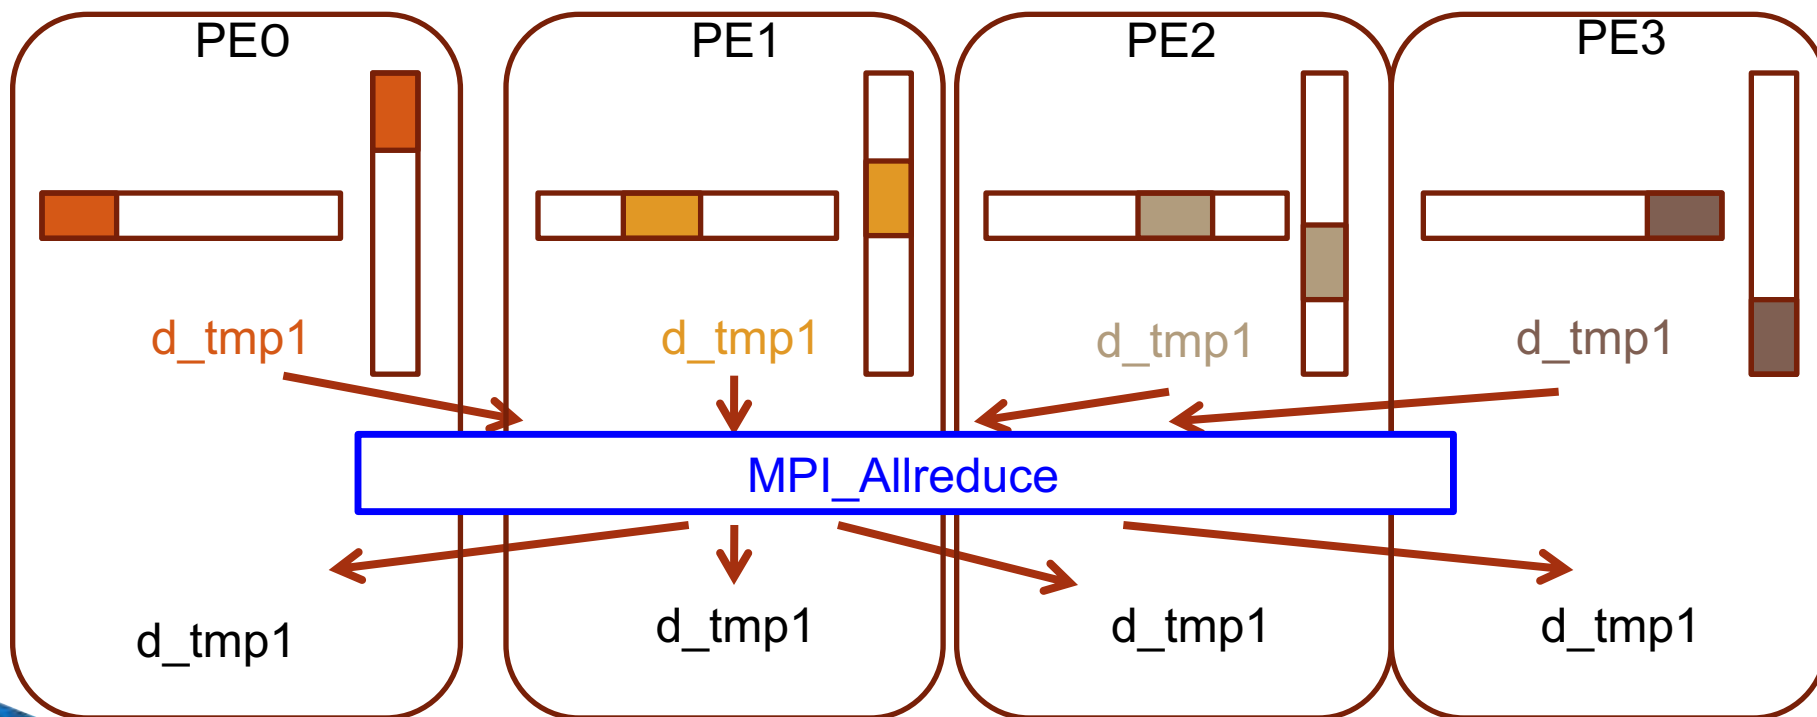 PE0
PE1
PE2
PE3
d_tmp1
d_tmp1
d_tmp1
d_tmp1
MPI_Allreduce
d_tmp1
d_tmp1
d_tmp1
d_tmp1